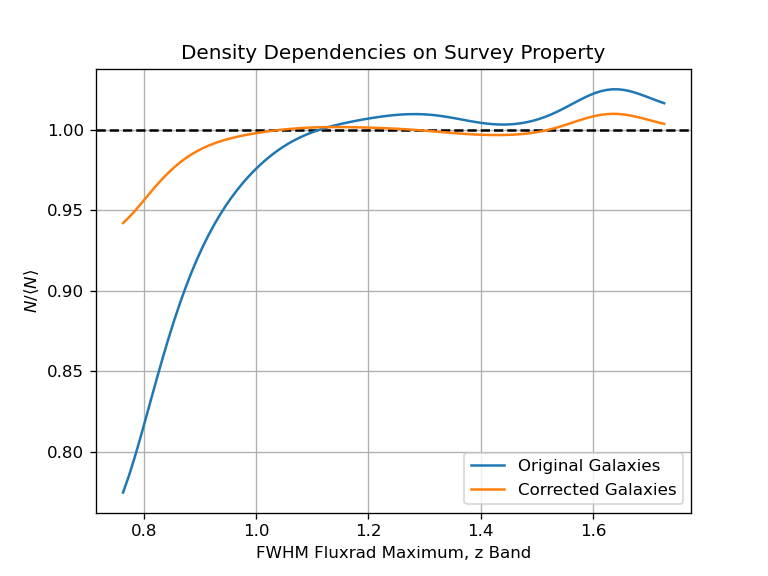 Density Dependencies on Survey Property
N/⟨N⟩
1.00
0.95
0.90
0.85
0.80
0.8 1.0 1.2 1.4 1.6
FWHM Fluxrad Maximum, z Band
Original Galaxies
Corrected Galaxies